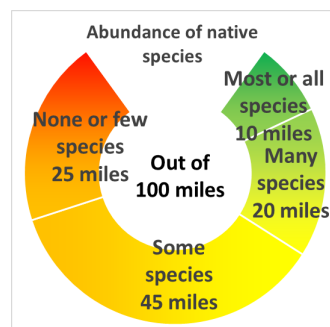 Abundance of native
species
Most or all
species
10 miles
None or few
species
25 miles
Out of
100 miles
Many
species
20 miles
Some
species
45 miles